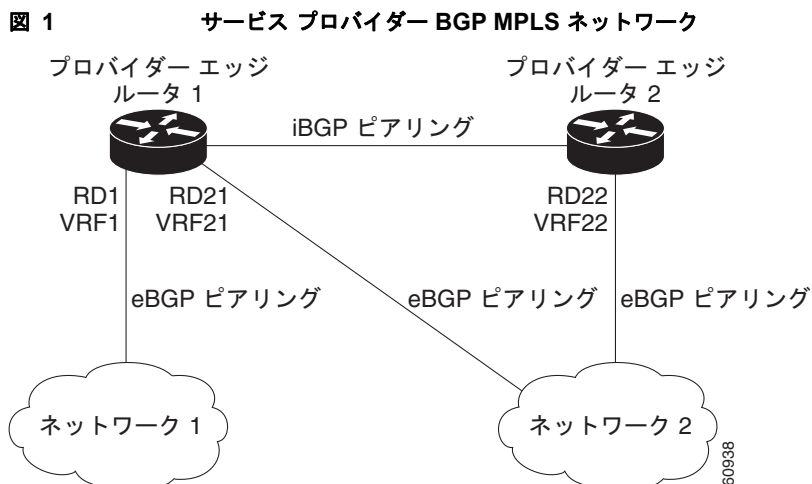 図 1 サービス プロバイダー BGP MPLS ネットワーク
プロバイダー エッジ
ルータ 1
プロバイダー エッジ
ルータ 2
iBGP ピアリング
RD1
VRF1
RD21
VRF21
RD22
VRF22
eBGP ピアリング
eBGP ピアリング
eBGP ピアリング
ネットワーク 1
ネットワーク 2
60938